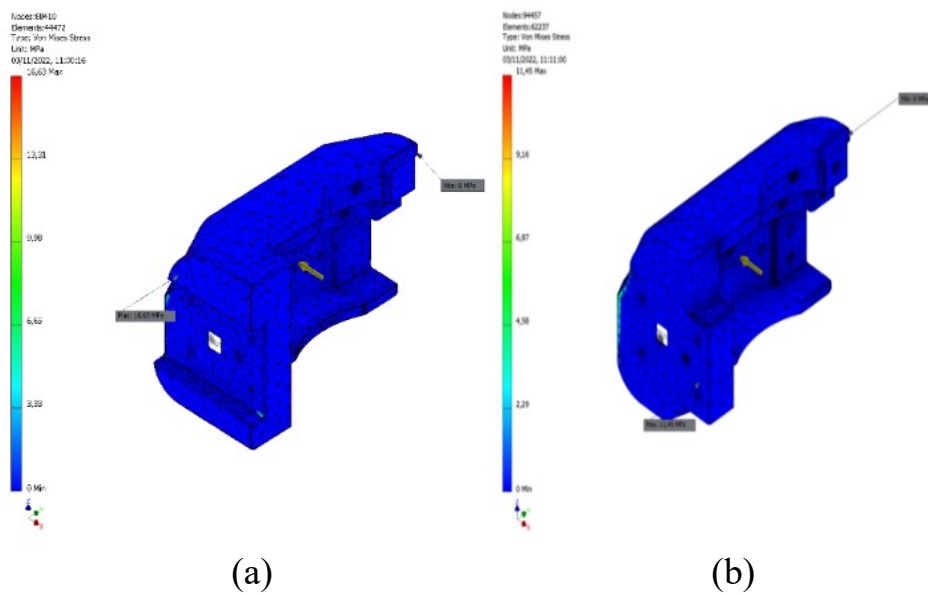 Nodes:68410
Elements:44472
Type: Von Mises Stress
Unit: MPa
03/11/2022, 11:00:16
16,63 Max
13,31
9,98
6,65
3,33
0 Min
Min: 0 MPa
Max: 16,63 MPa
(a)
Nodes:94457
Elements:62237
Type: Von Mises Stress
Unit: MPa
03/11/2022, 11:11:00
11,45 Max
9,16
6,87
4,58
2,29
0 Min
Min: 0 MPa
Max: 11,45 MPa
(b)